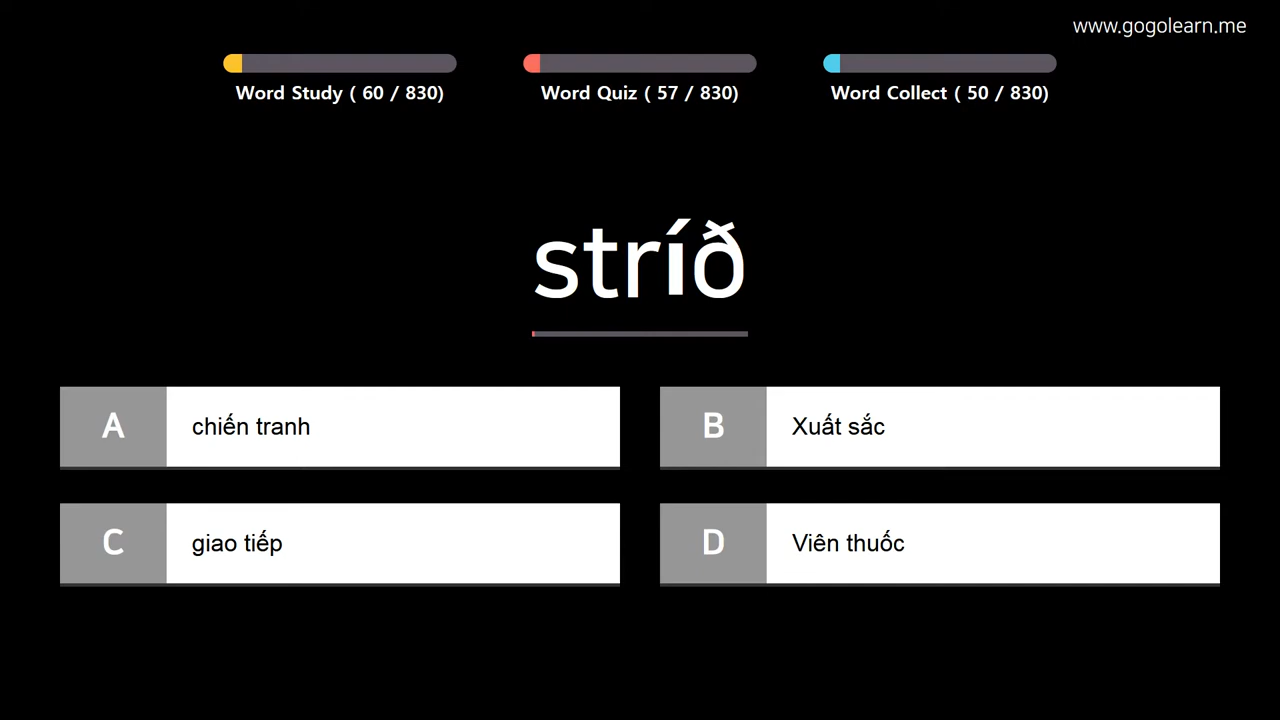 www.gogolearn.me
Word Study ( 60 / 830)
Word Quiz ( 57 / 830)
Word Collect ( 50 / 830)
stríð
A chiến tranh
B Xuất sắc
C giao tiếp
D Viên thuốc